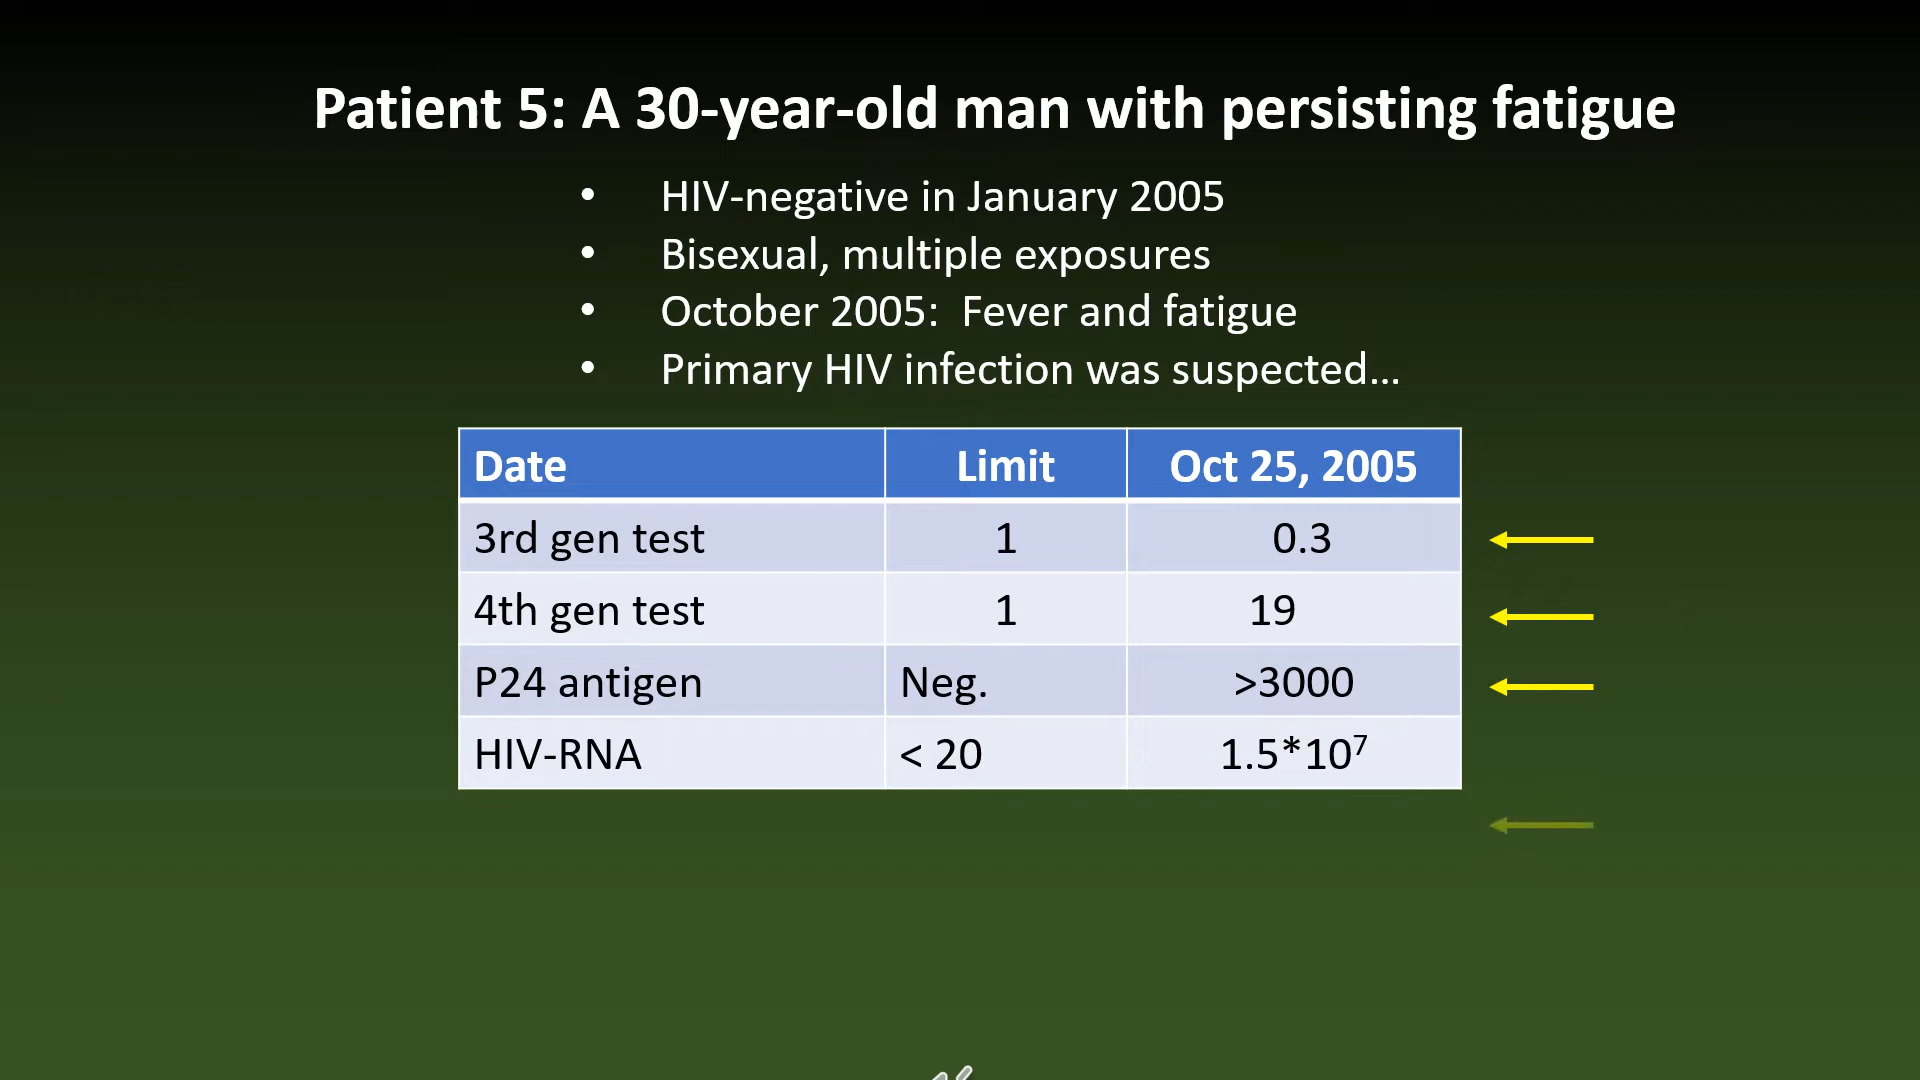 Patient 5: A 30-year-old man with persisting fatigue
• HIV-negative in January 2005
• Bisexual, multiple exposures
• October 2005: Fever and fatigue
• Primary HIV infection was suspected…
Date Limit Oct 25, 2005
3rd gen test 1 0.3
4th gen test 1 19
P24 antigen Neg. >3000
HIV-RNA < 20 1.5*10⁷